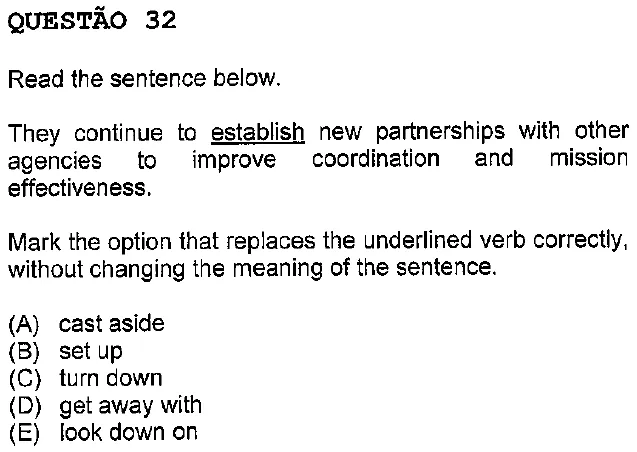 QUESTÃO 32
Read the sentence below.
They continue to establish new partnerships with other
agencies to improve coordination and mission
effectiveness.
Mark the option that replaces the underlined verb correctly,
without changing the meaning of the sentence.
(A) cast aside
(B) set up
(C) turn down
(D) get away with
(E) look down on